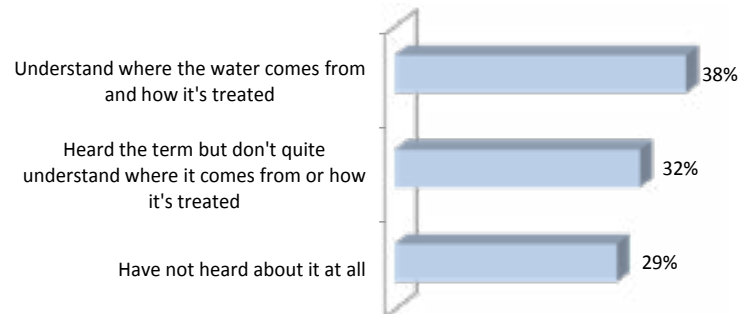 Understand where the water comes from
and how it's treated
38%
Heard the term but don't quite
understand where it comes from or how
it's treated
32%
Have not heard about it at all
29%